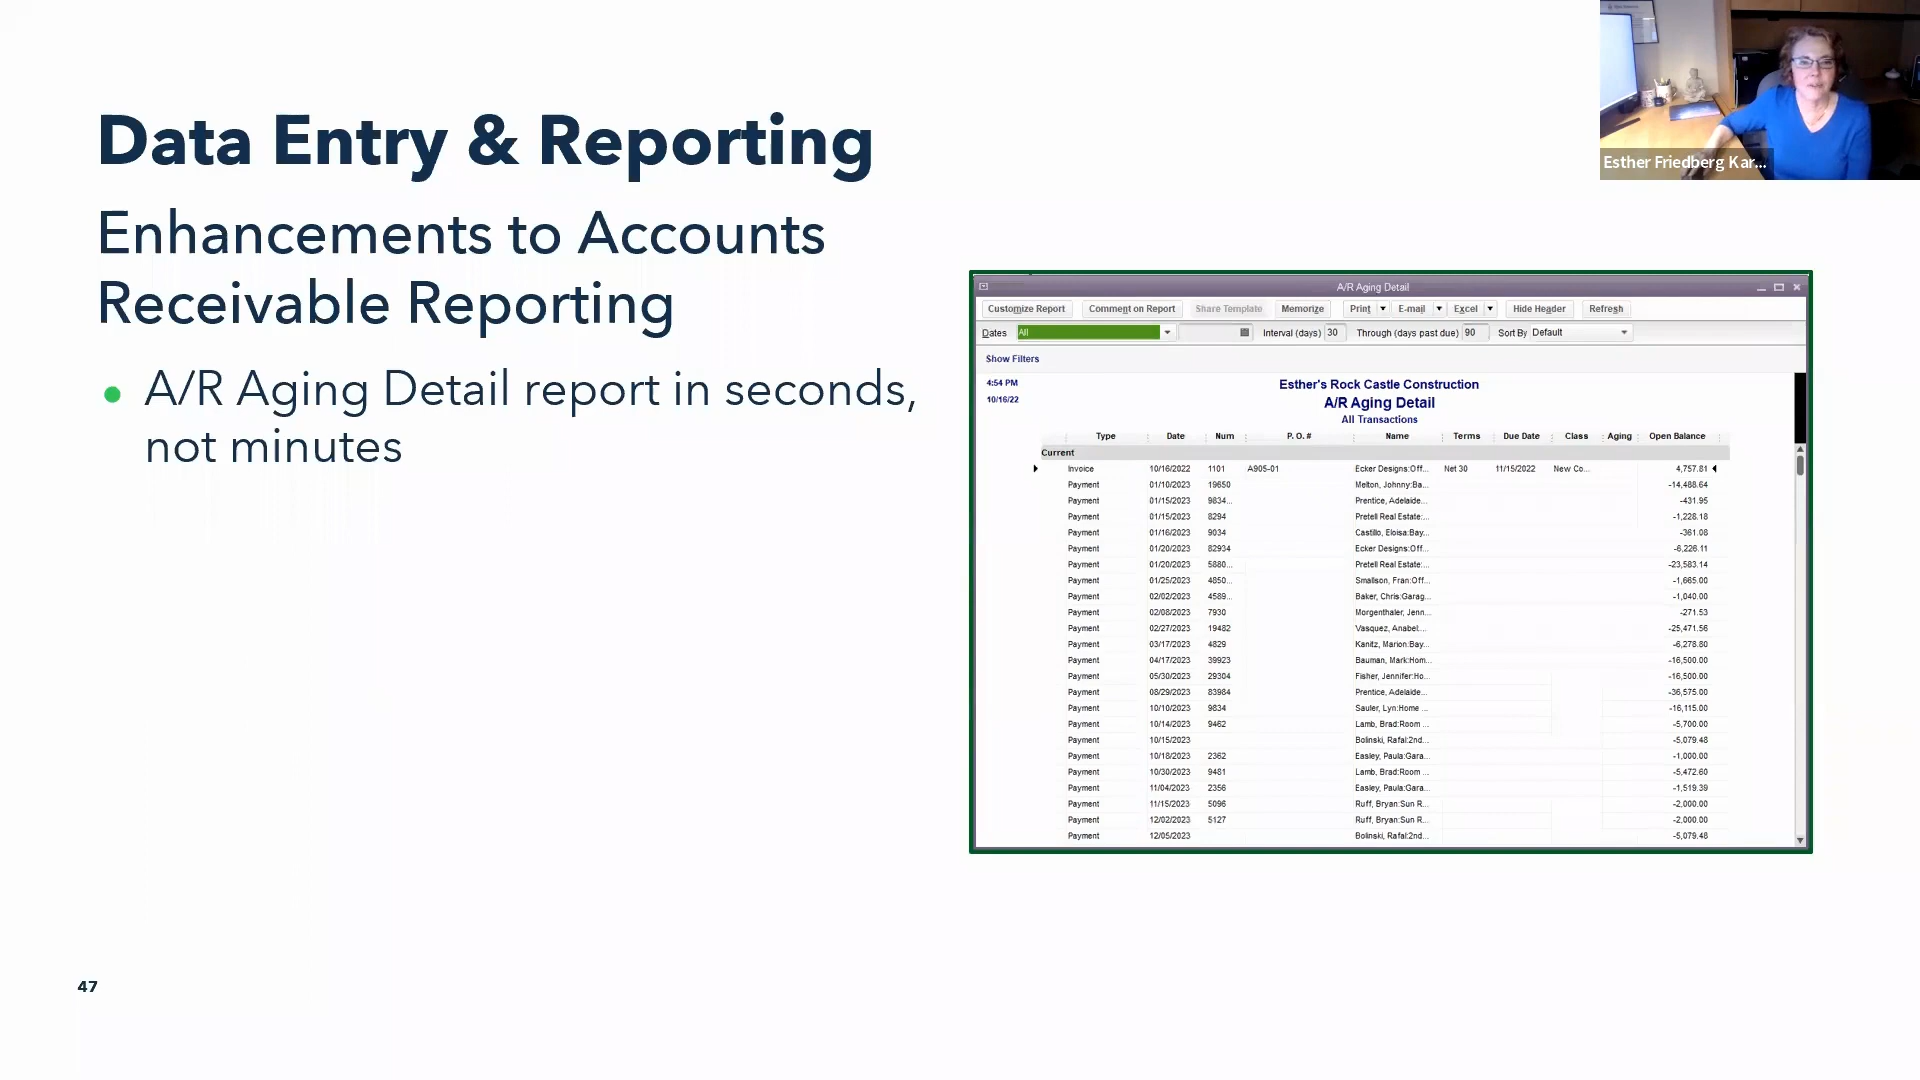 Data Entry & Reporting
Enhancements to Accounts
Receivable Reporting
A/R Aging Detail report in seconds,
not minutes
Esther Friedberg Kar...
A/R Aging Detail
Customize Report Comment on Report Share Template Memorize Print E-mail Excel Hide Header Refresh
Dates All Interval (days) 30 Through (days past due) 90 Sort By Default
Show Filters
4:54 PM Esther's Rock Castle Construction
10/16/22 A/R Aging Detail
All Transactions
Type Date Num P. O. # Name Terms Due Date Class Aging Open Balance
Current
Invoice 10/16/2022 1101 A905-01 Ecker Designs:Off... Net 30 11/15/2022 New Co... 4,757.81
Payment 01/10/2023 19650 Melton, Johnny:Ba... -14,488.64
Payment 01/15/2023 9834... Prentice, Adelaide... -431.95
Payment 01/15/2023 8294 Pretell Real Estate:... -1,228.18
Payment 01/16/2023 9034 Castillo, Eloisa:Bay... -361.08
Payment 01/20/2023 82934 Ecker Designs:Off... -6,226.11
Payment 01/20/2023 5880... Pretell Real Estate:... -23,583.14
Payment 01/25/2023 4850... Smallson, Fran:Off... -1,665.00
Payment 02/02/2023 4589... Baker, Chris:Garag... -1,040.00
Payment 02/08/2023 7930 Morgenthaler, Jenn... -271.53
Payment 02/27/2023 19482 Vasquez, Anabel:... -25,471.56
Payment 03/17/2023 4829 Kanitz, Marion:Bay... -6,278.80
Payment 04/17/2023 39923 Bauman, Mark:Hom... -16,500.00
Payment 05/30/2023 29304 Fisher, Jennifer:Ho... -16,500.00
Payment 08/29/2023 83984 Prentice, Adelaide... -36,575.00
Payment 10/10/2023 9834 Sauler, Lyn:Home ... -16,115.00
Payment 10/14/2023 9462 Lamb, Brad:Room ... -5,700.00
Payment 10/15/2023 Bolinski, Rafal:2nd... -5,079.48
Payment 10/18/2023 2362 Easley, Paula:Gara... -1,000.00
Payment 10/30/2023 9481 Lamb, Brad:Room ... -5,472.60
Payment 11/04/2023 2356 Easley, Paula:Gara... -1,519.39
Payment 11/15/2023 5096 Ruff, Bryan:Sun R... -2,000.00
Payment 12/02/2023 5127 Ruff, Bryan:Sun R... -2,000.00
Payment 12/05/2023 Bolinski, Rafal:2nd... -5,079.48
47